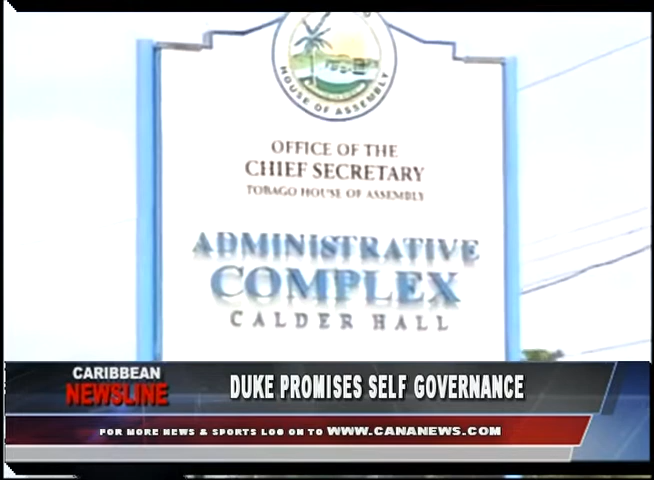 HOUSE OF ASSEMBLY
OFFICE OF THE
CHIEF SECRETARY
TOBAGO HOUSE OF ASSEMBLY
ADMINISTRATIVE
COMPLEX
CALDER HALL
CARIBBEAN
NEWSLINE
DUKE PROMISES SELF GOVERNANCE
FOR MORE NEWS & SPORTS LOG ON TO WWW.CANANEWS.COM